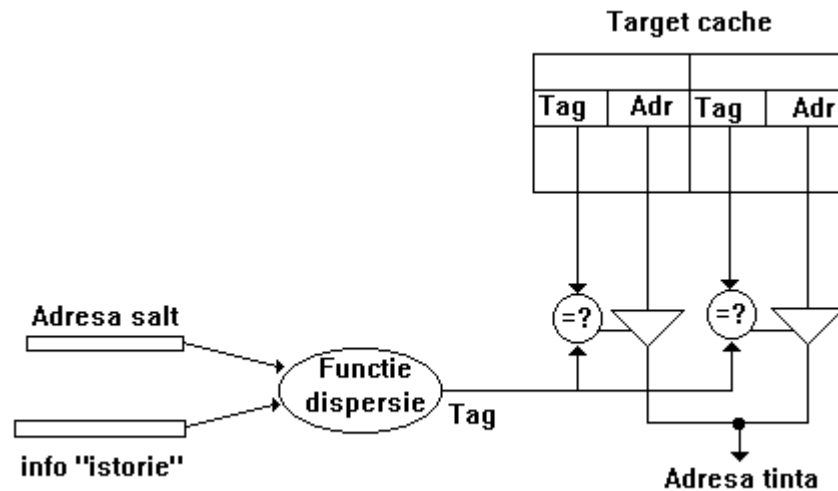 Target cache
Tag Adr Tag Adr
=? =?
Adresa salt
Functie
dispersie
Tag
info "istorie"
Adresa tinta